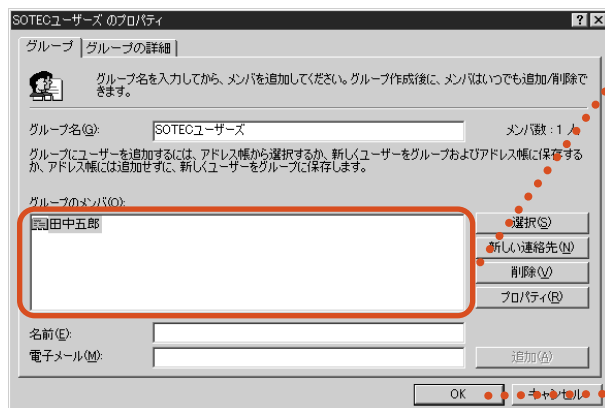 SOTECユーザーズ のプロパティ
グループ グループの詳細
グループ名を入力してから、メンバを追加してください。グループ作成後に、メンバはいつでも追加/削除で
きます。
グループ名(G): SOTECユーザーズ メンバ数 : 1 人
グループにユーザーを追加するには、アドレス帳から選択するか、新しくユーザーをグループおよびアドレス帳に保存する
か、アドレス帳には追加せずに、新しくユーザーをグループに保存します。
グループのメンバ(O):
田中五郎
選択(S)
新しい連絡先(N)
削除(V)
プロパティ(R)
名前(E):
電子メール(M): 追加(A)
OK キャンセル